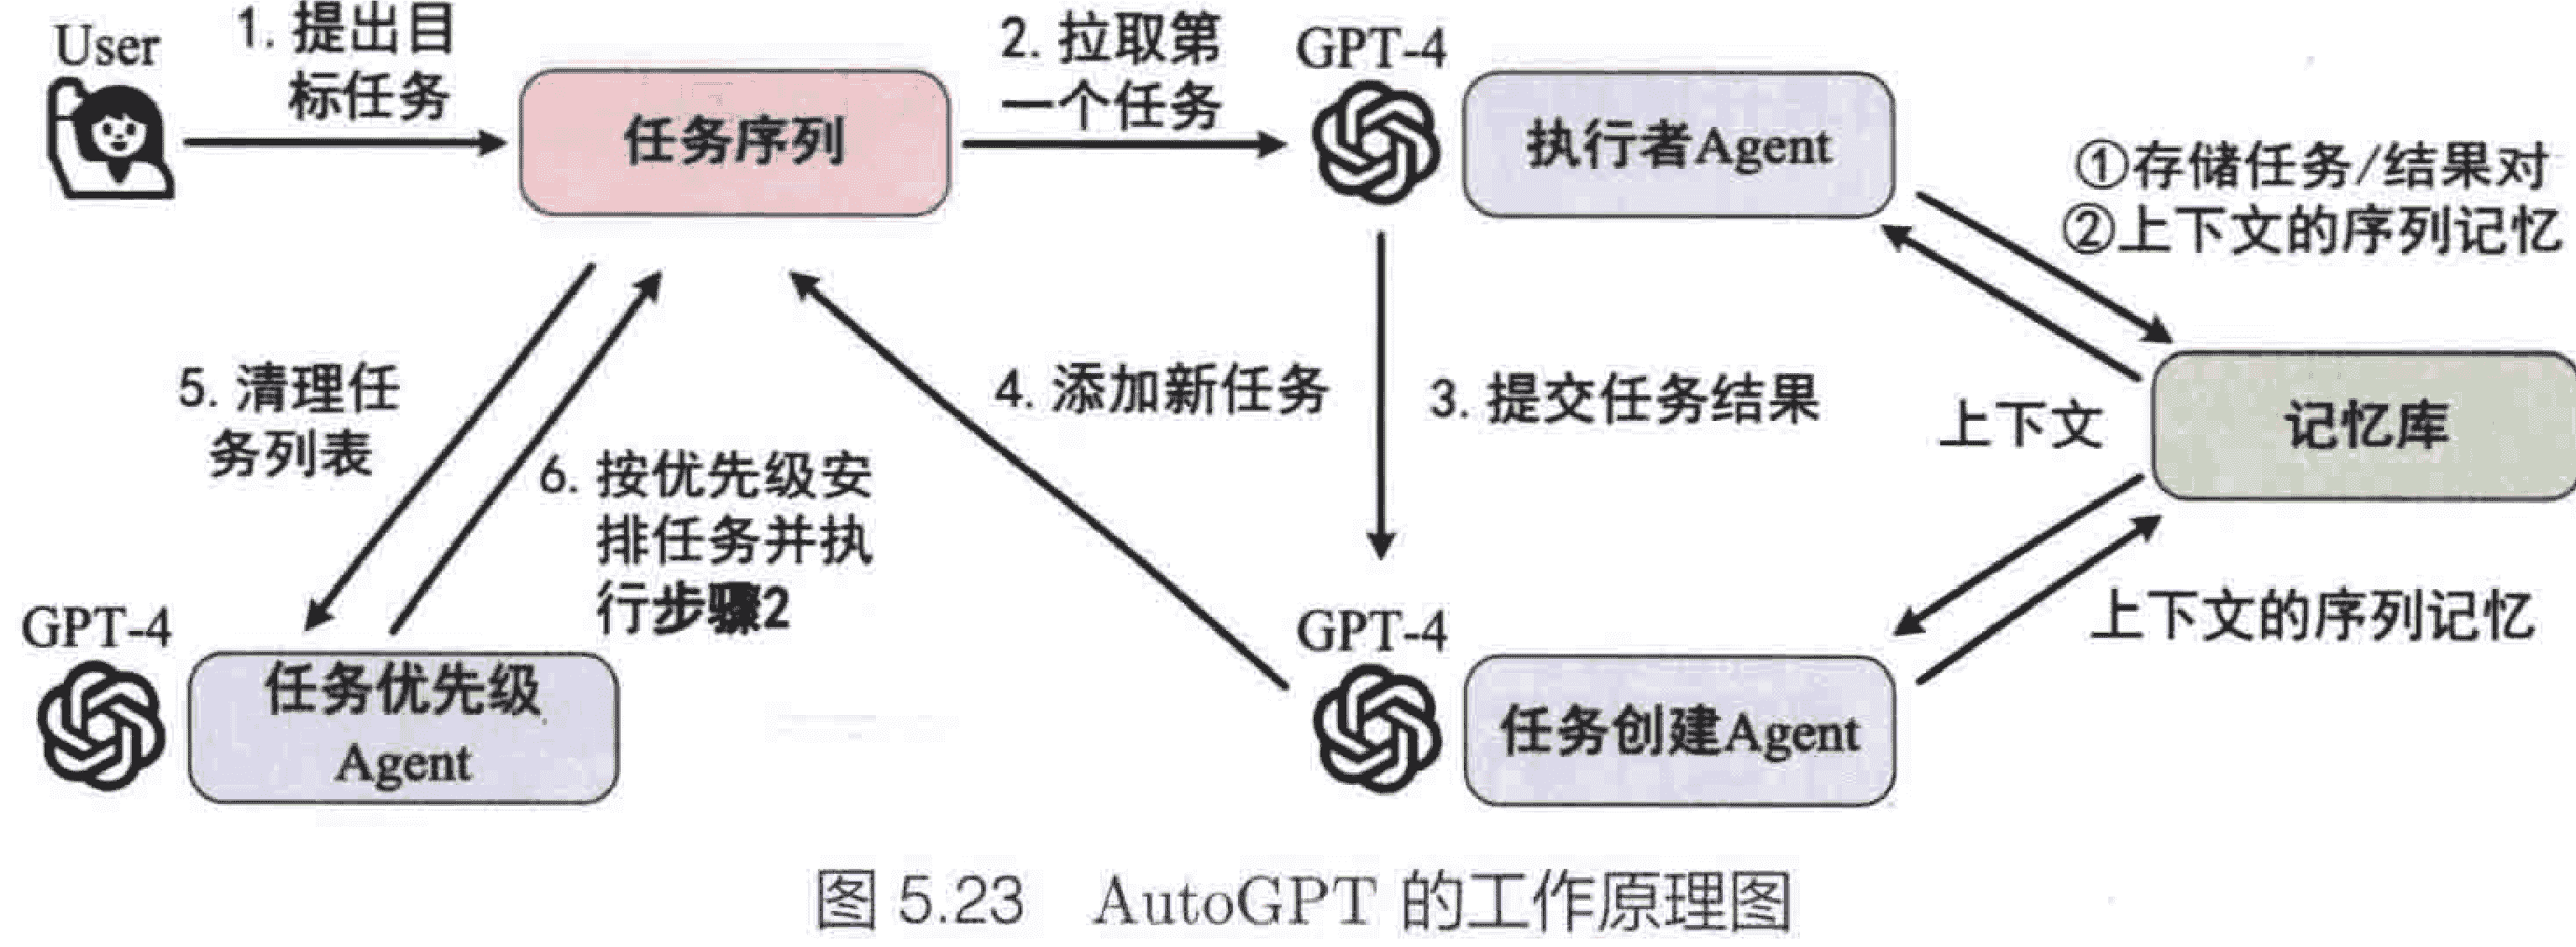 User
1. 提出目
标任务
任务序列
2. 拉取第
一个任务
GPT-4
执行者Agent
①存储任务/结果对
②上下文的序列记忆
5. 清理任
务列表
6. 按优先级安
排任务并执
行步骤2
4. 添加新任务
3. 提交任务结果
上下文
记忆库
GPT-4
任务优先级
Agent
GPT-4
任务创建Agent
上下文的序列记忆
图 5.23 AutoGPT 的工作原理图